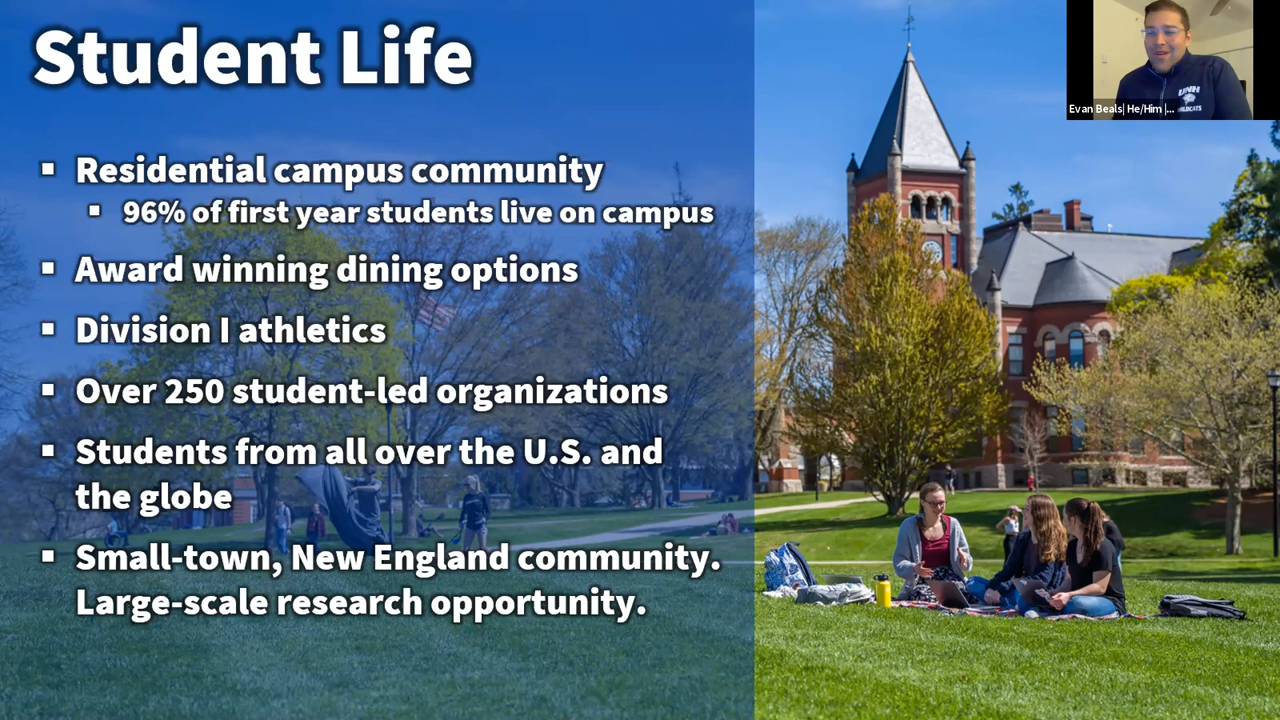 Student Life
▪ Residential campus community
▪ 96% of first year students live on campus
▪ Award winning dining options
▪ Division I athletics
▪ Over 250 student-led organizations
▪ Students from all over the U.S. and
the globe
▪ Small-town, New England community.
Large-scale research opportunity.
UNH
WILDCATS
Evan Beals| He/Him |...